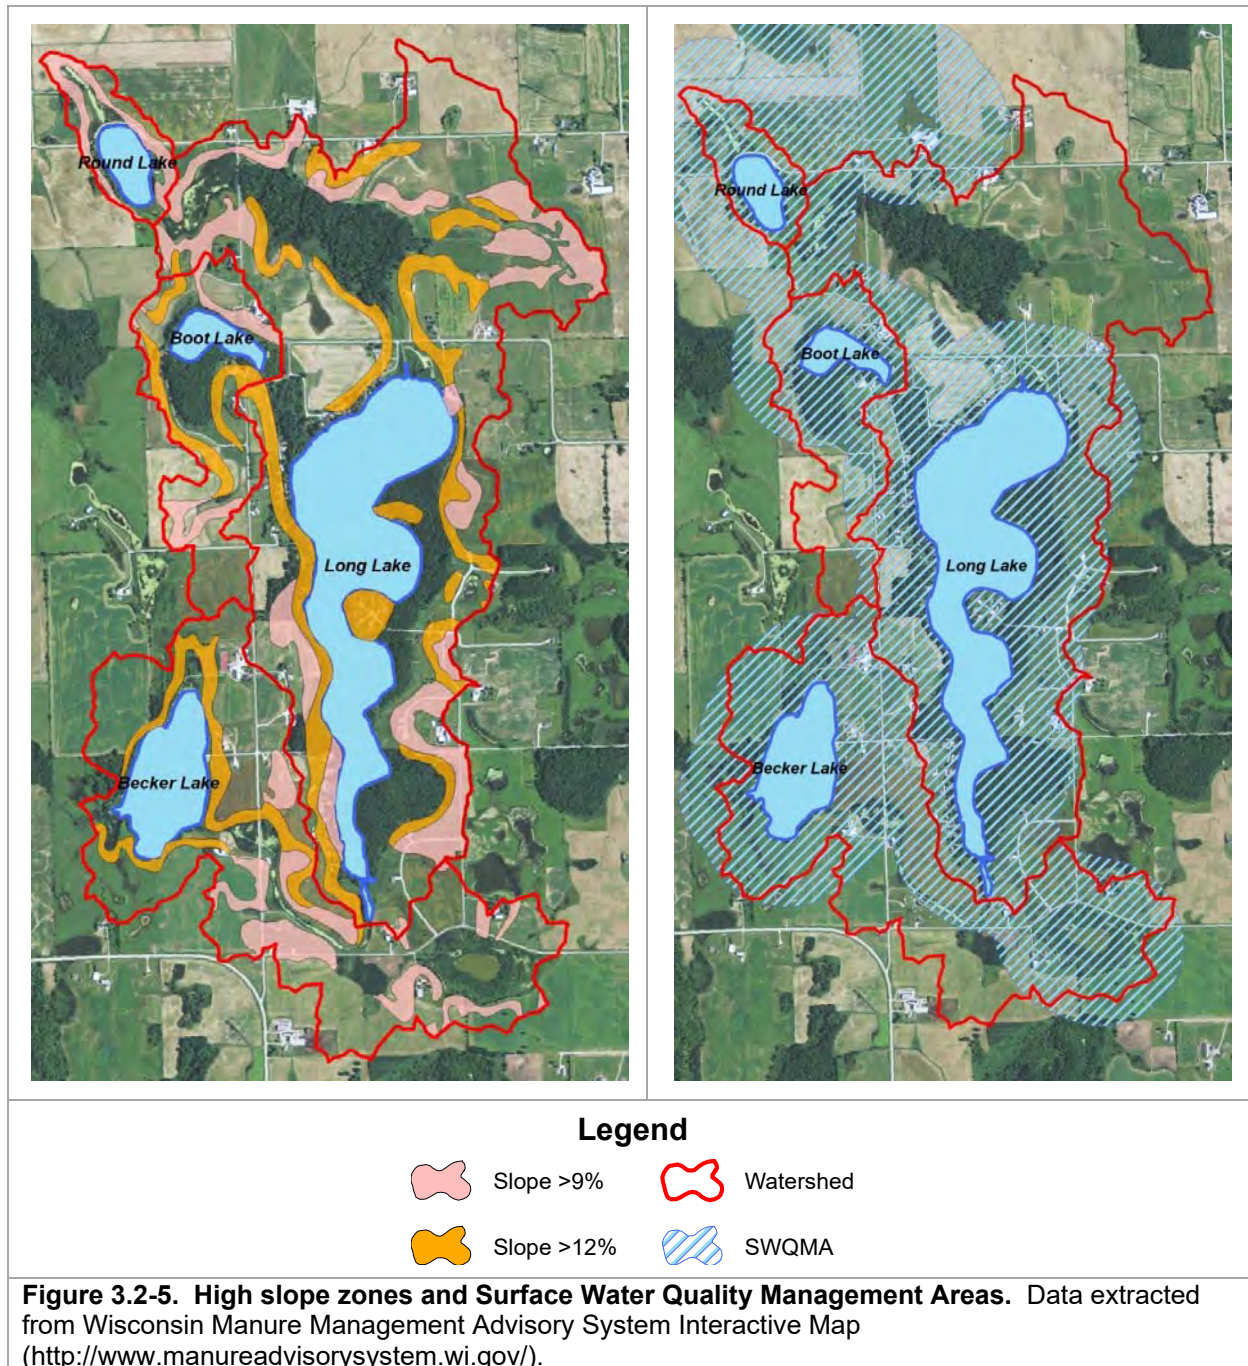 Round Lake
Boot Lake
Long Lake
Becker Lake
Round Lake
Boot Lake
Long Lake
Becker Lake
Legend
Slope >9%
Watershed
Slope >12%
SWQMA
Figure 3.2-5. High slope zones and Surface Water Quality Management Areas. Data extracted
from Wisconsin Manure Management Advisory System Interactive Map
(http://www.manureadvisorysystem.wi.gov/).